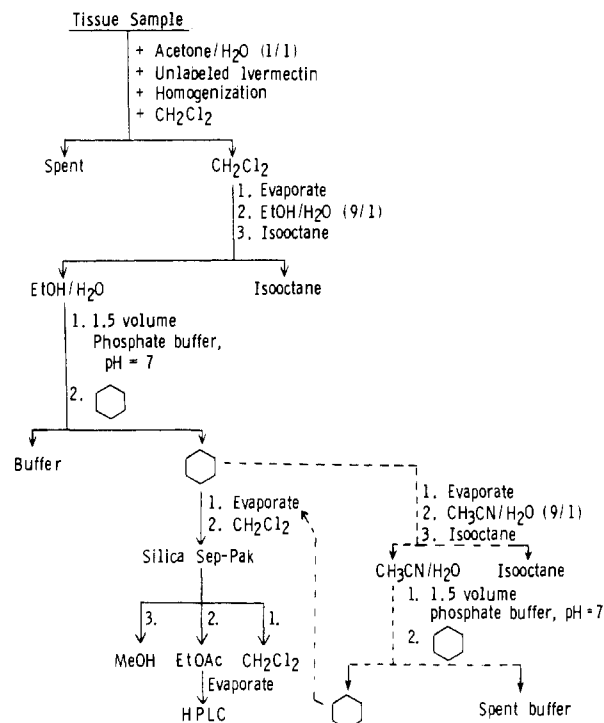 Tissue Sample
+ Acetone/H2O (1/1)
+ Unlabeled Ivermectin
+ Homogenization
+ CH2Cl2
Spent
CH2Cl2
1. Evaporate
2. EtOH/H2O (9/1)
3. Isooctane
EtOH/H2O
Isooctane
1. 1.5 volume
Phosphate buffer,
pH = 7
2.
Buffer
1. Evaporate
2. CH2Cl2
1. Evaporate
2. CH3CN/H2O (9/1)
3. Isooctane
Silica Sep-Pak
CH3CN/H2O
Isooctane
1. 1.5 volume
phosphate buffer, pH=7
2.
3.
2.
1.
MeOH
EtOAc
CH2Cl2
Evaporate
HPLC
Spent buffer